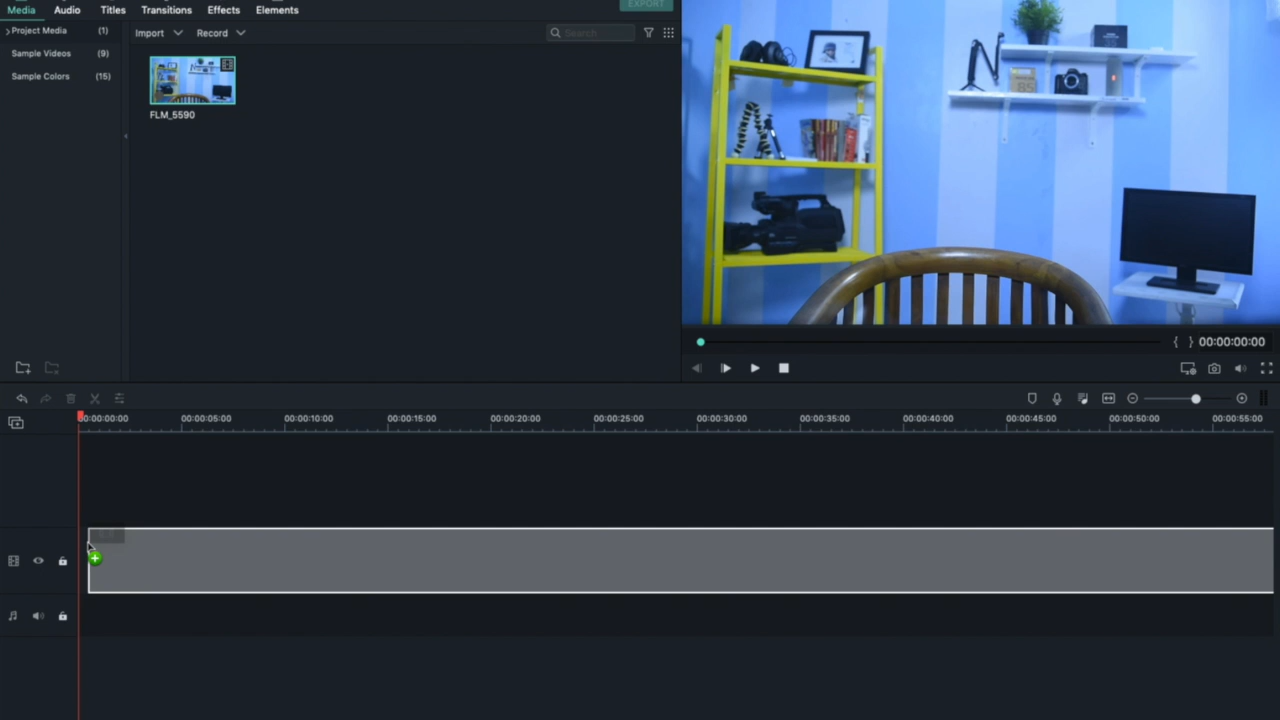 Media Audio Titles Transitions Effects Elements EXPORT
Project Media (1) Import Record Search
Sample Videos (9)
Sample Colors (15)
FLM_5590
85
{ } 00:00:00:00
00:00:00:00 00:00:05:00 00:00:10:00 00:00:15:00 00:00:20:00 00:00:25:00 00:00:30:00 00:00:35:00 00:00:40:00 00:00:45:00 00:00:50:00 00:00:55:00